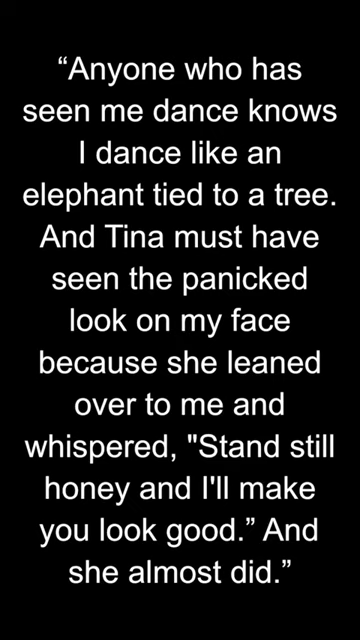 “Anyone who has
seen me dance knows
I dance like an
elephant tied to a tree.
And Tina must have
seen the panicked
look on my face
because she leaned
over to me and
whispered, "Stand still
honey and I'll make
you look good.” And
she almost did.”